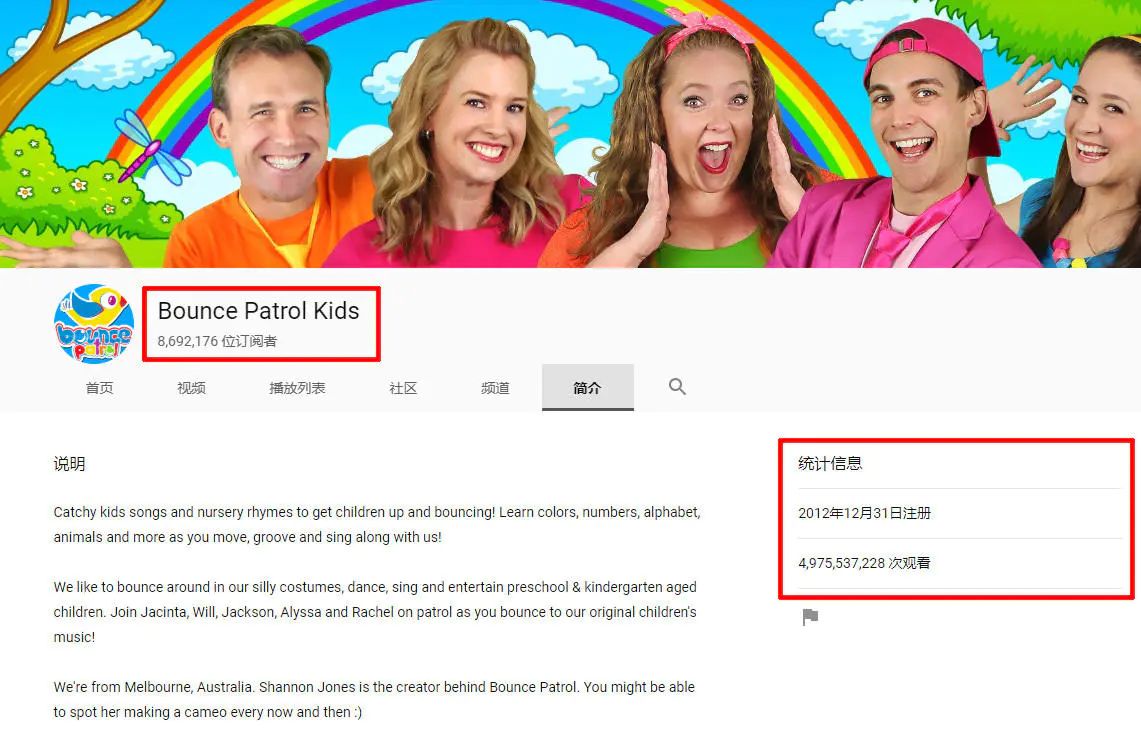 bounce
patrol
Bounce Patrol Kids
8,692,176 位订阅者
首页 视频 播放列表 社区 频道 简介
说明
Catchy kids songs and nursery rhymes to get children up and bouncing! Learn colors, numbers, alphabet,
animals and more as you move, groove and sing along with us!
We like to bounce around in our silly costumes, dance, sing and entertain preschool & kindergarten aged
children. Join Jacinta, Will, Jackson, Alyssa and Rachel on patrol as you bounce to our original children's
music!
We're from Melbourne, Australia. Shannon Jones is the creator behind Bounce Patrol. You might be able
to spot her making a cameo every now and then :)
统计信息
2012年12月31日注册
4,975,537,228 次观看